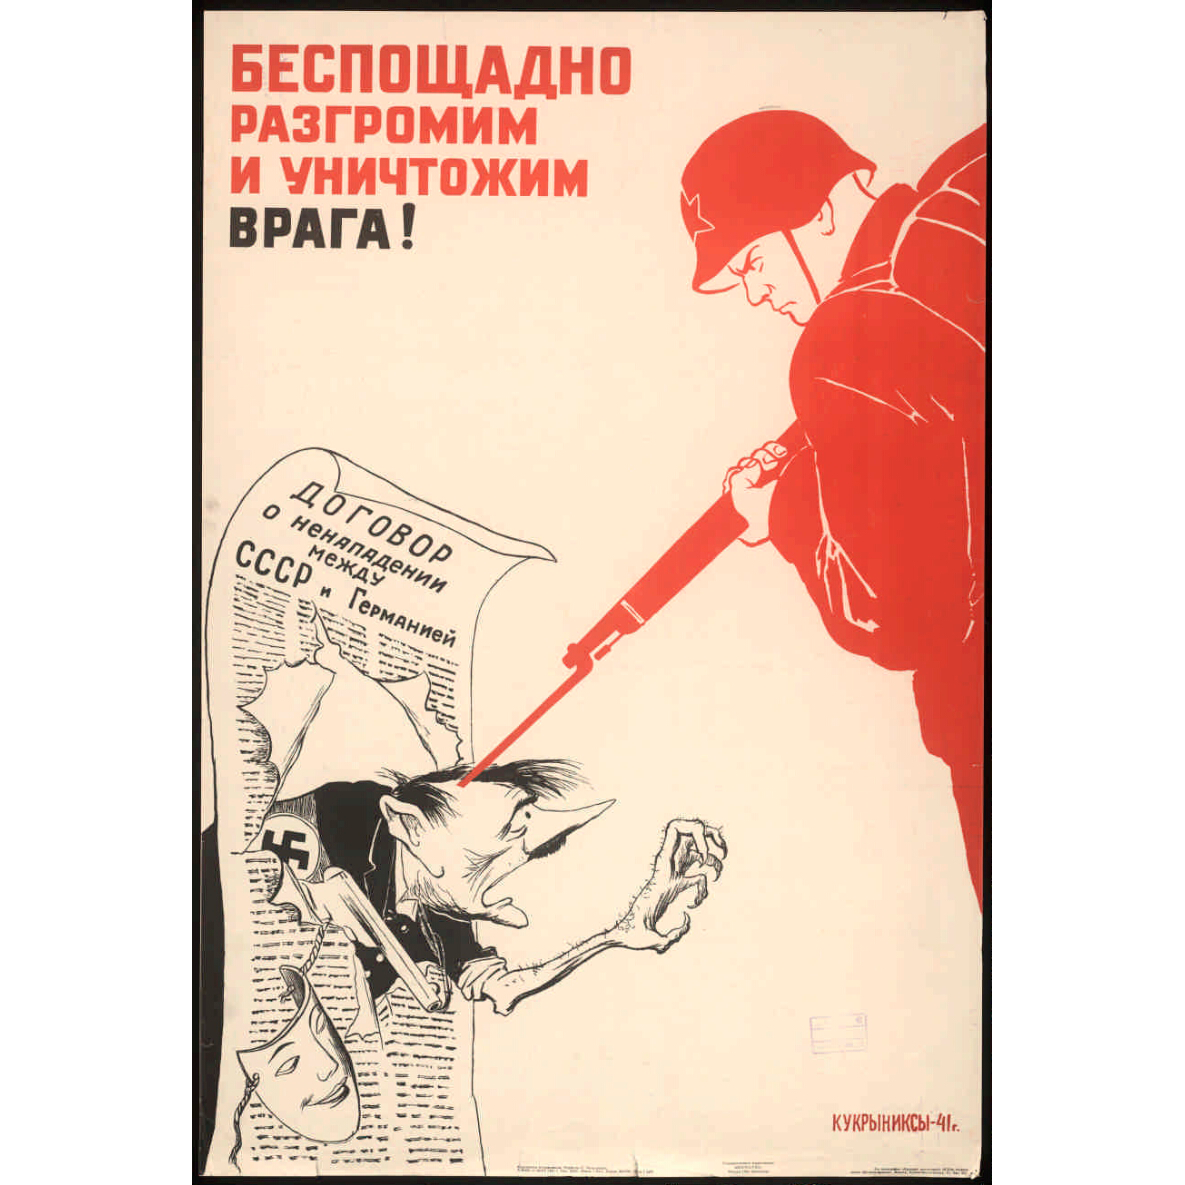 БЕСПОЩАДНО
РАЗГРОМИМ
И УНИЧТОЖИМ
ВРАГА!
ДОГОВОР
о ненападении
между
СССР и Германией
КУКРЫНИКСЫ-41г.